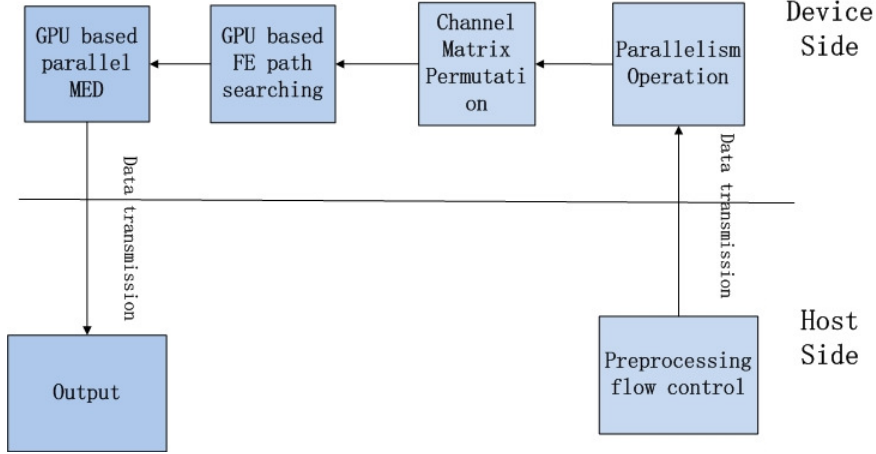 GPU based
parallel
MED
GPU based
FE path
searching
Channel
Matrix
Permutati
on
Parallelism
Operation
Device
Side
Data transmission
Data transmission
Output
Preprocessing
flow control
Host
Side